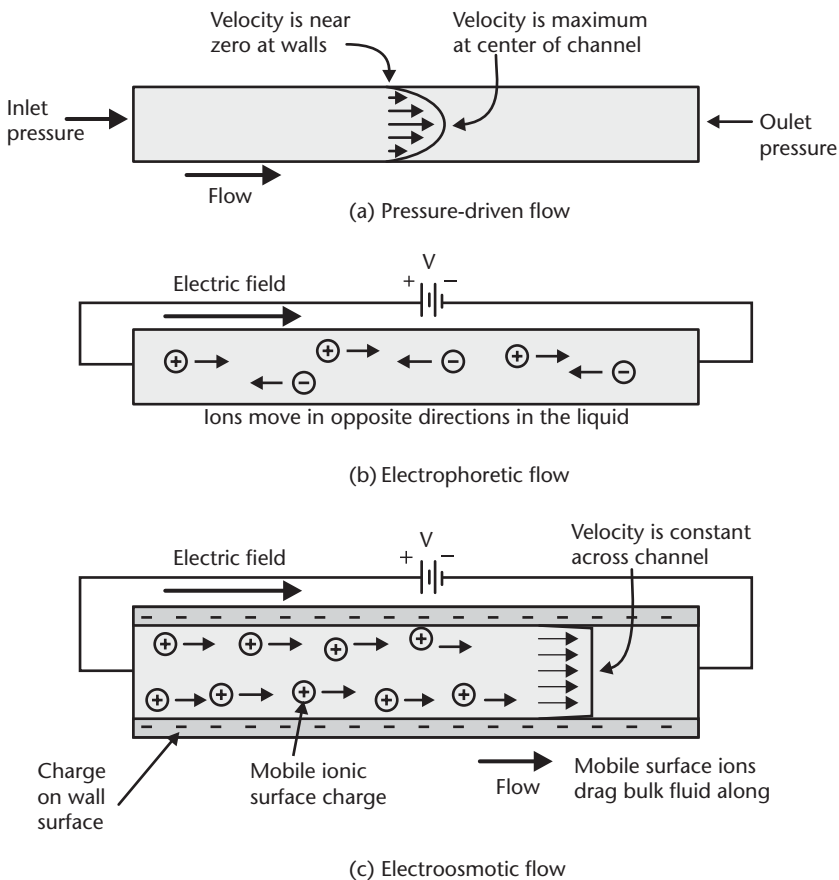 Velocity is near
zero at walls
Velocity is maximum
at center of channel
Inlet
pressure
Oulet
pressure
Flow
(a) Pressure-driven flow
V
+ −
Electric field
+ + − + −
− 
Ions move in opposite directions in the liquid
(b) Electrophoretic flow
Velocity is constant
across channel
V
+ −
Electric field
− − − − − − − − − − − − − − − − − −
+ + + +
+ + + + +
− − − − − − − − − − − − − − − − − −
Charge
on wall
surface
Mobile ionic
surface charge
Flow
Mobile surface ions
drag bulk fluid along
(c) Electroosmotic flow